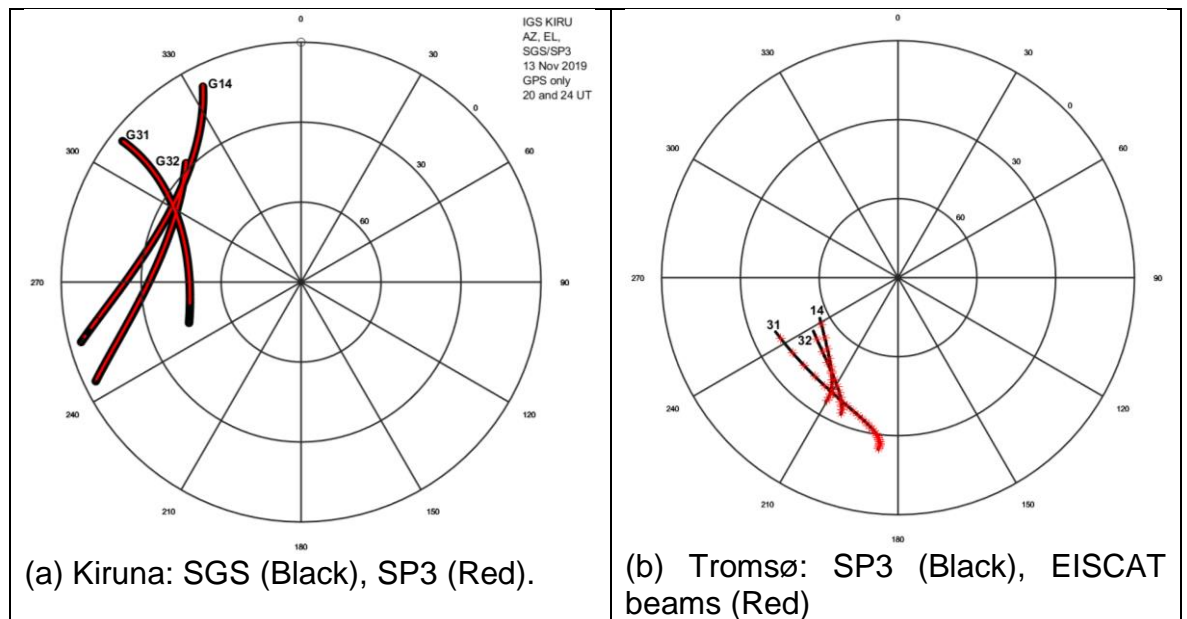 0
30
60
90
120
150
180
210
240
270
300
330
0
30
60
G14
G31
G32
IGS KIRU
AZ, EL,
SGS/SP3
13 Nov 2019
GPS only
20 and 24 UT
(a) Kiruna: SGS (Black), SP3 (Red).
0
30
60
90
120
150
180
210
240
270
300
330
0
30
60
14
31
32
(b) Tromsø: SP3 (Black), EISCAT
beams (Red)